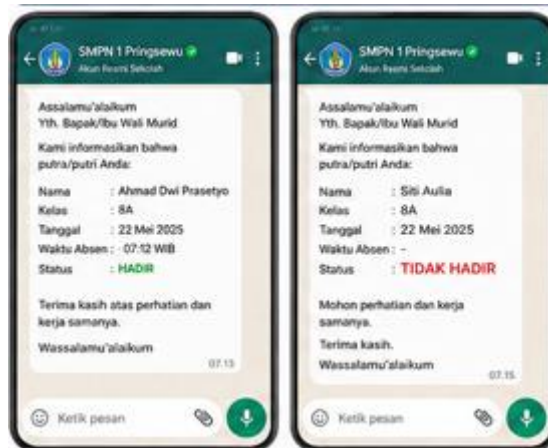 SMPN 1 Pringsewu
Akun Resmi Sekolah
Assalamu'alaikum
Yth. Bapak/Ibu Wali Murid
Kami informasikan bahwa
putra/putri Anda:
Nama : Ahmad Dwi Prasetyo
Kelas : 8A
Tanggal : 22 Mei 2025
Waktu Absen : 07:12 WIB
Status : HADIR
Terima kasih atas perhatian dan
kerja samanya.
Wassalamu'alaikum
07.13
Ketik pesan
SMPN 1 Pringsewu
Akun Resmi Sekolah
Assalamu'alaikum
Yth. Bapak/Ibu Wali Murid
Kami informasikan bahwa
putra/putri Anda:
Nama : Siti Aulia
Kelas : 8A
Tanggal : 22 Mei 2025
Waktu Absen : -
Status : TIDAK HADIR
Mohon perhatian dan kerja
samanya.
Terima kasih.
Wassalamu'alaikum
07.15
Ketik pesan